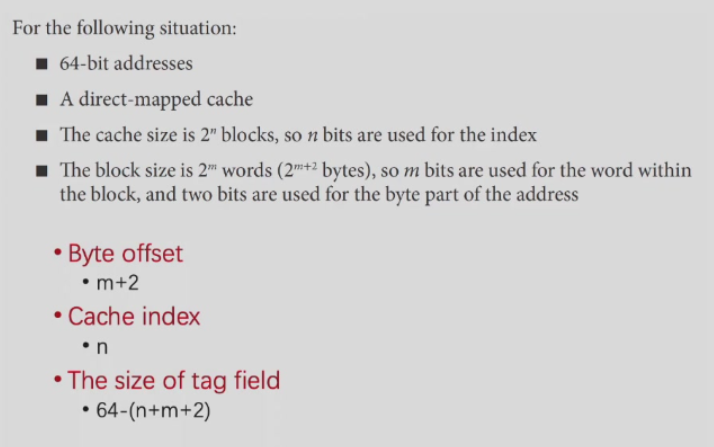 For the following situation:
■ 64-bit addresses
■ A direct-mapped cache
■ The cache size is 2ⁿ blocks, so n bits are used for the index
■ The block size is 2ᵐ words (2ᵐ⁺² bytes), so m bits are used for the word within
the block, and two bits are used for the byte part of the address
• Byte offset
• m+2
• Cache index
• n
• The size of tag field
• 64-(n+m+2)